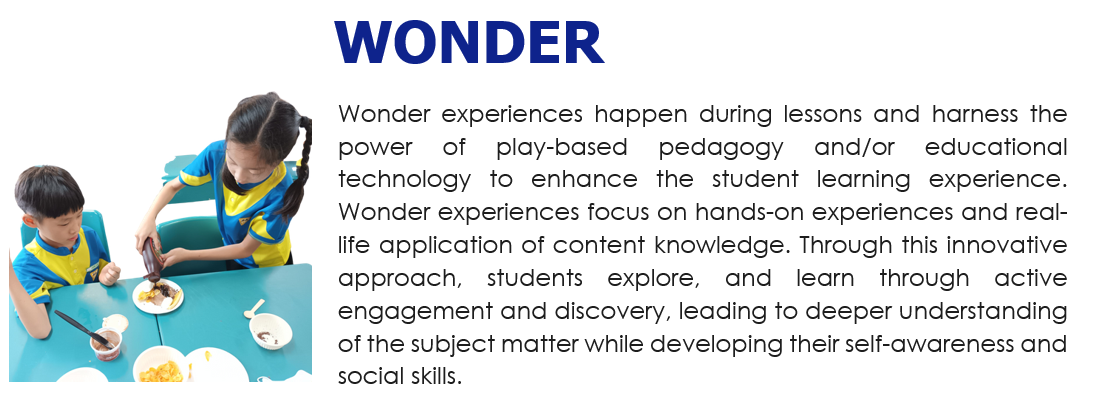 WONDER
Wonder experiences happen during lessons and harness the
power of play-based pedagogy and/or educational
technology to enhance the student learning experience.
Wonder experiences focus on hands-on experiences and real-
life application of content knowledge. Through this innovative
approach, students explore, and learn through active
engagement and discovery, leading to deeper understanding
of the subject matter while developing their self-awareness and
social skills.